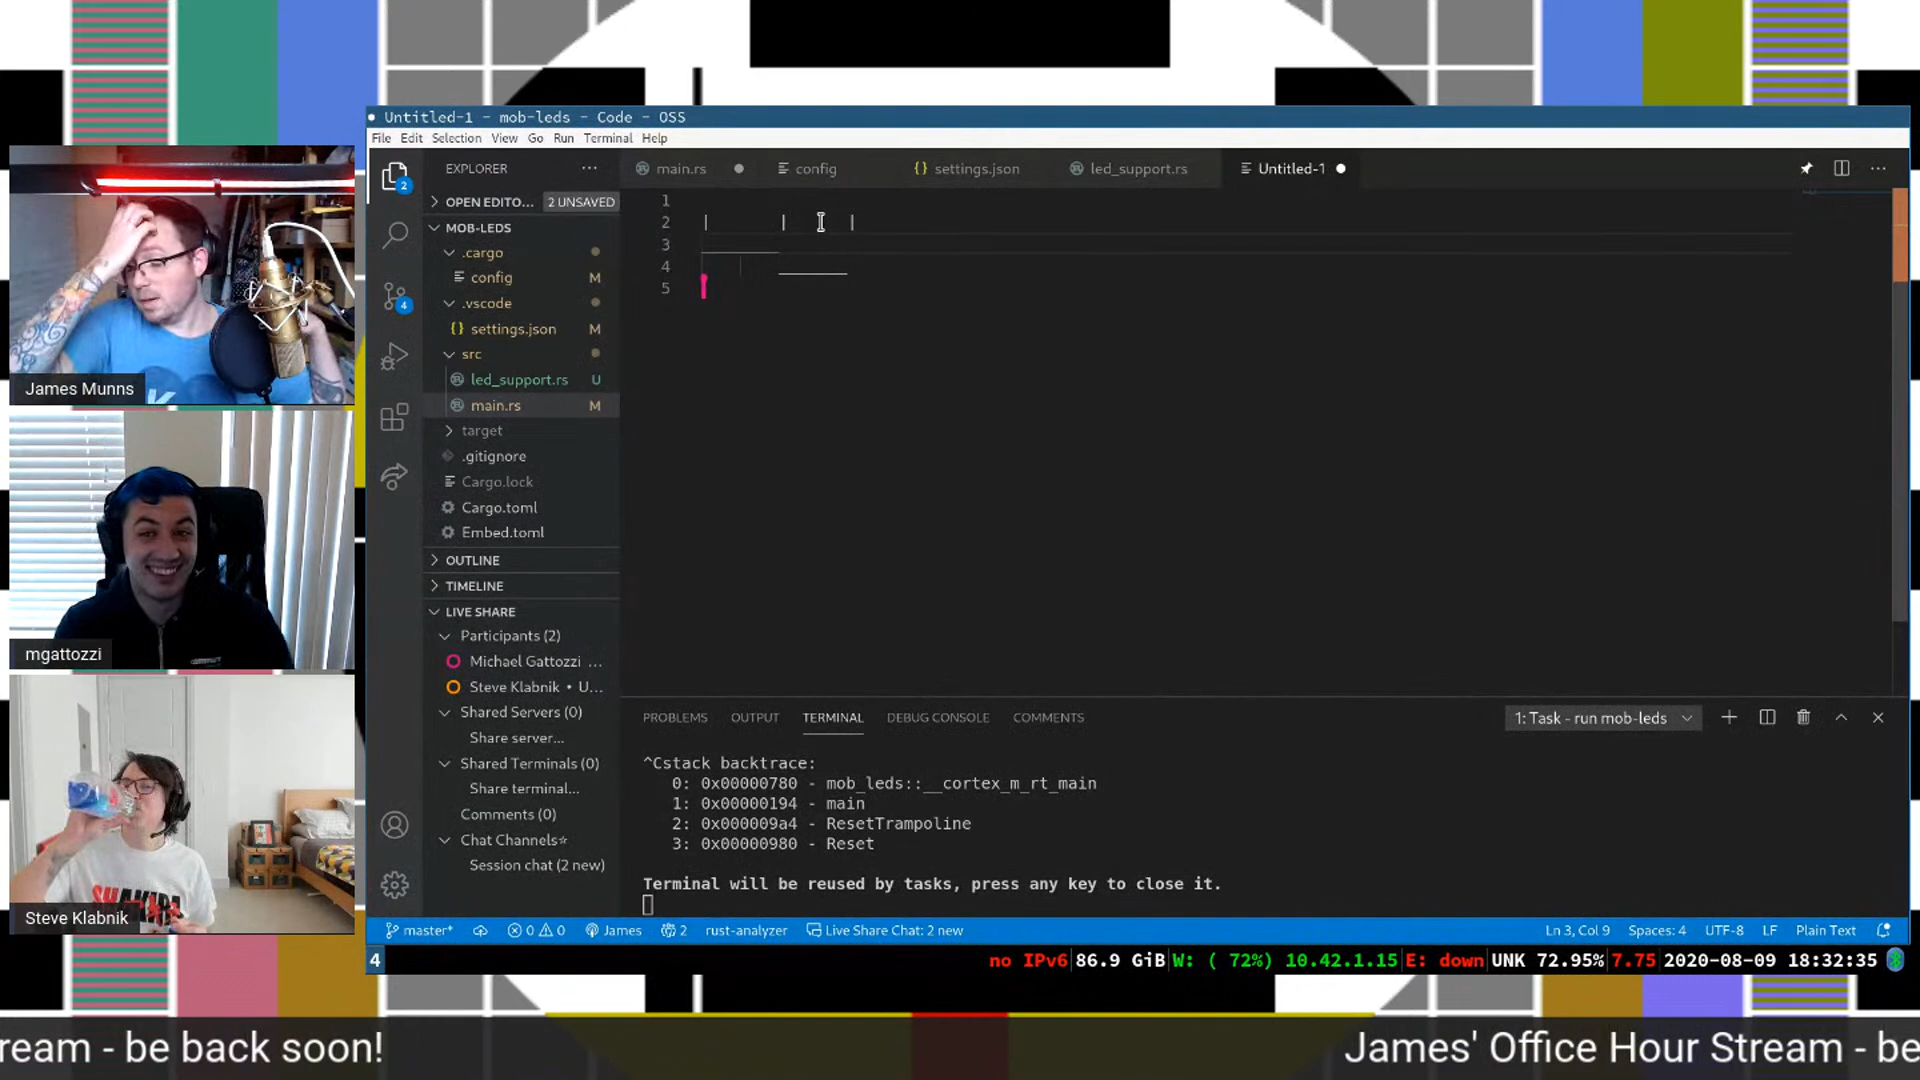 Untitled-1 - mob-leds - Code - OSS
File Edit Selection View Go Run Terminal Help
EXPLORER
main.rs
config
{} settings.json
led_support.rs
Untitled-1
OPEN EDITO... 2 UNSAVED
MOB-LEDS
.cargo
config M
.vscode
{} settings.json M
src
led_support.rs U
main.rs M
target
.gitignore
Cargo.lock
Cargo.toml
Embed.toml
OUTLINE
TIMELINE
LIVE SHARE
Participants (2)
Michael Gattozzi ...
Steve Klabnik • U...
Shared Servers (0)
Share server...
Shared Terminals (0)
Share terminal...
Comments (0)
Chat Channels☆
Session chat (2 new)
2
4
1
2 | | |
3
4
5
PROBLEMS OUTPUT TERMINAL DEBUG CONSOLE COMMENTS
1: Task - run mob-leds
^Cstack backtrace:
0: 0x00000780 - mob_leds::__cortex_m_rt_main
1: 0x00000194 - main
2: 0x000009a4 - ResetTrampoline
3: 0x00000980 - Reset
Terminal will be reused by tasks, press any key to close it.
master* 0 0 James 2 rust-analyzer Live Share Chat: 2 new
Ln 3, Col 9 Spaces: 4 UTF-8 LF Plain Text
4
no IPv6|86.9 GiB|W: ( 72%) 10.42.1.15|E: down|UNK 72.95%|7.75|2020-08-09 18:32:35
James Munns
mgattozzi
SHAKIRA
Steve Klabnik
ream - be back soon!
James' Office Hour Stream - be